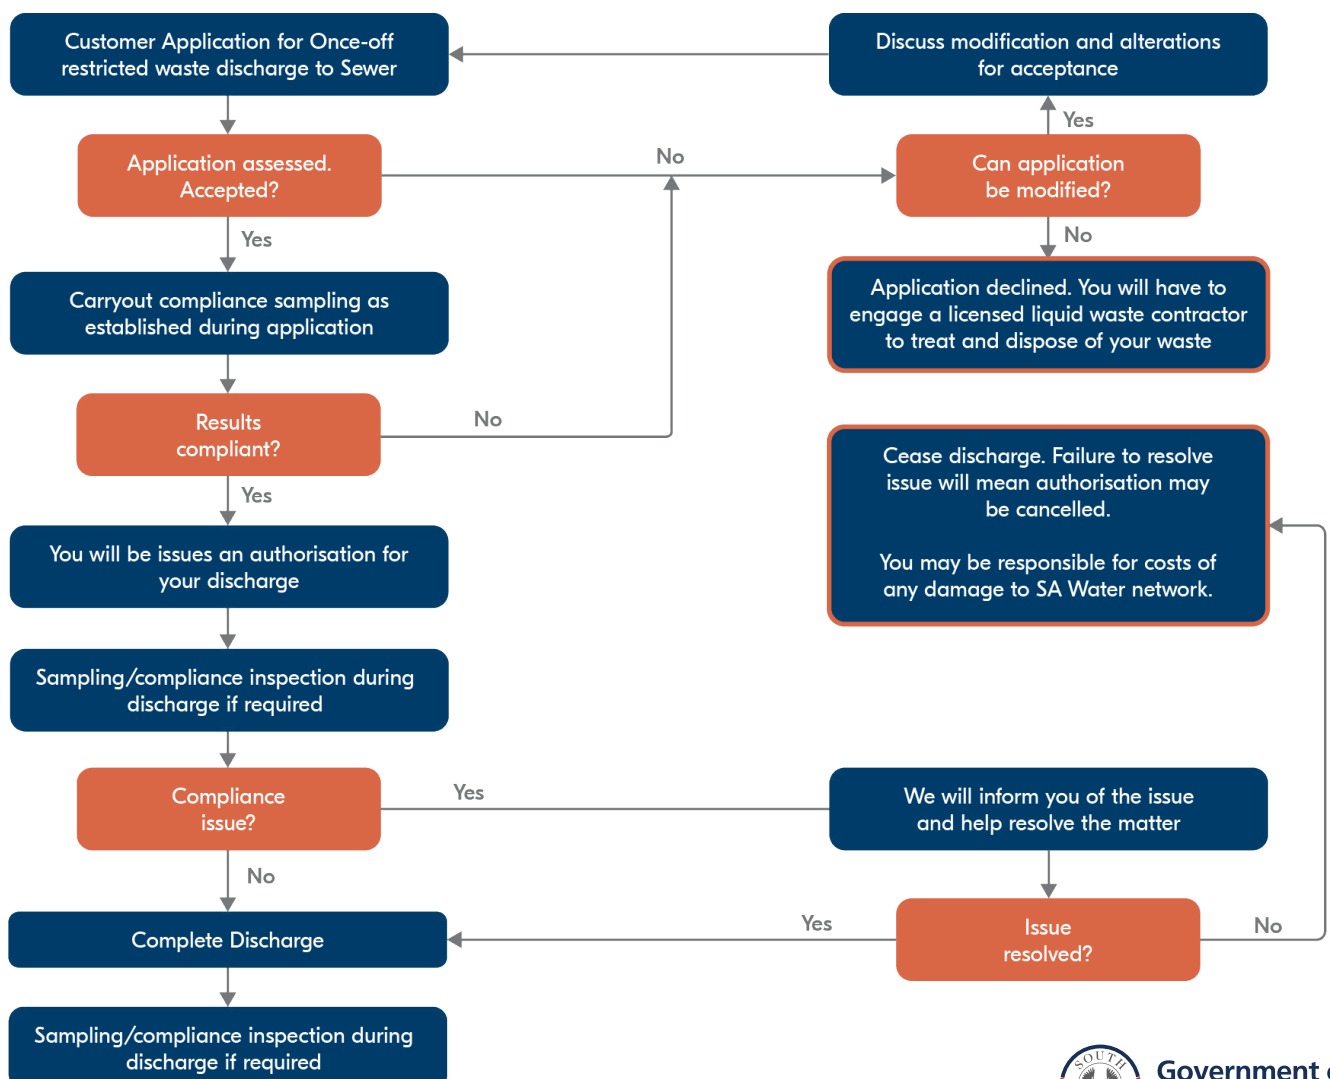 Customer Application for Once-off
restricted waste discharge to Sewer
Discuss modification and alterations
for acceptance
Yes
Application assessed.
Accepted?
No
Can application
be modified?
Yes
No
Carryout compliance sampling as
established during application
Application declined. You will have to
engage a licensed liquid waste contractor
to treat and dispose of your waste
Results
compliant?
No
Yes
Cease discharge. Failure to resolve
issue will mean authorisation may
be cancelled.
You may be responsible for costs of
any damage to SA Water network.
You will be issues an authorisation for
your discharge
Sampling/compliance inspection during
discharge if required
Compliance
issue?
Yes
We will inform you of the issue
and help resolve the matter
No
Complete Discharge
Yes
Issue
resolved?
No
Sampling/compliance inspection during
discharge if required
SOUTH
Government